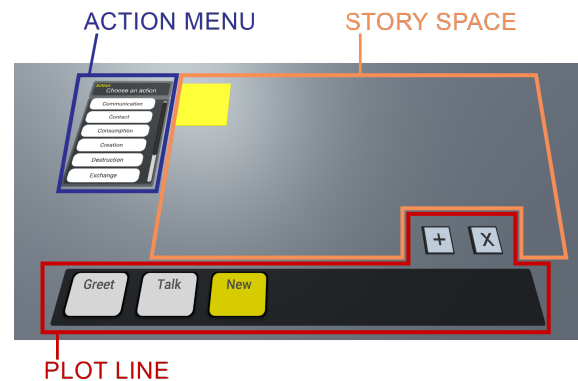 ACTION MENU
STORY SPACE
Action
Choose an action
Communication
Contact
Consumption
Creation
Destruction
Exchange
+ X
Greet Talk New
PLOT LINE